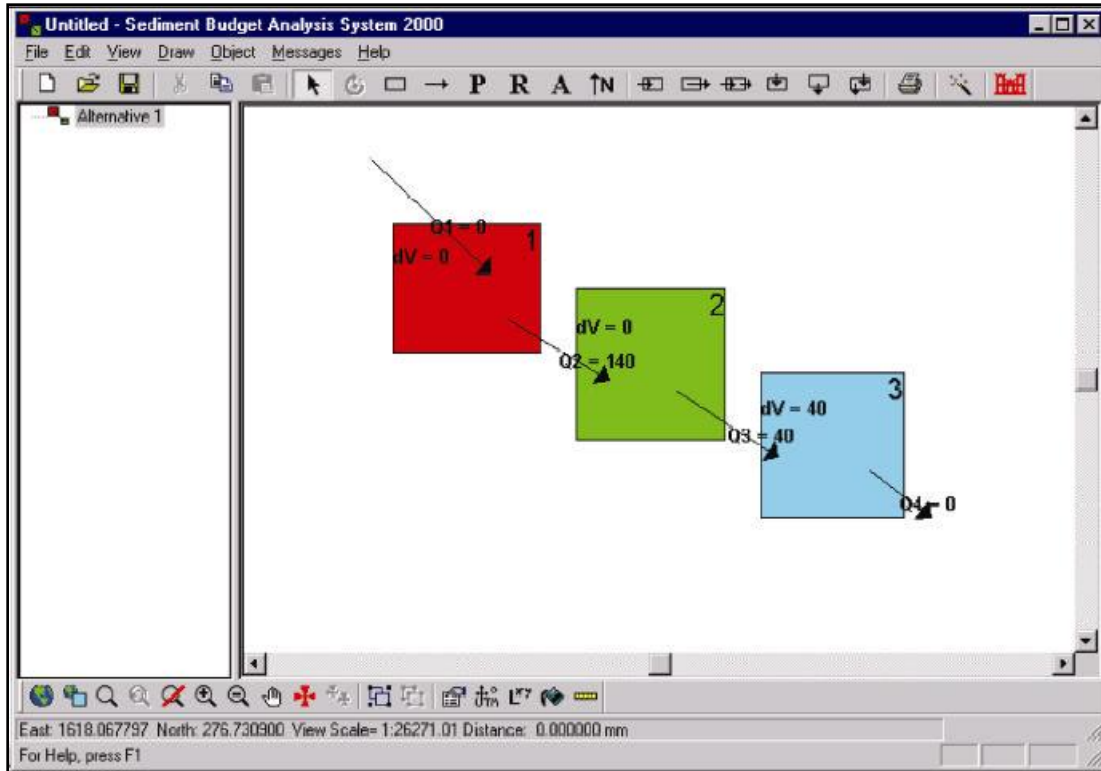 Untitled - Sediment Budget Analysis System 2000
File Edit View Draw Object Messages Help
P R A N
Alternative 1
Q1 = 0
1
dV = 0
2
dV = 0
Q2 = 140
3
dV = 40
Q3 = 40
Q4 = 0
East: 1618.067797 North: 276.730900 View Scale= 1:26271.01 Distance: 0.000000 mm
For Help, press F1